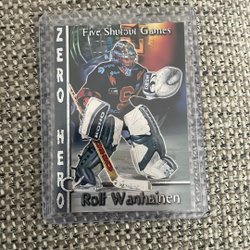 Five Shutout Games
ZERO HERO
Rolf Wanhainen